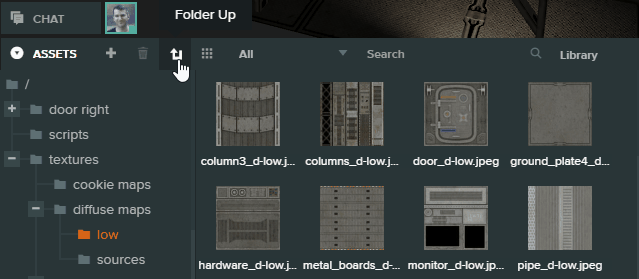 CHAT
Folder Up
ASSETS
All
Search
Library
/
door right
scripts
textures
cookie maps
diffuse maps
low
sources
column3_d-low.j...
columns_d-low.j...
door_d-low.jpeg
ground_plate4_d...
hardware_d-low.j...
metal_boards_d-...
monitor_d-low.jp...
pipe_d-low.jpeg